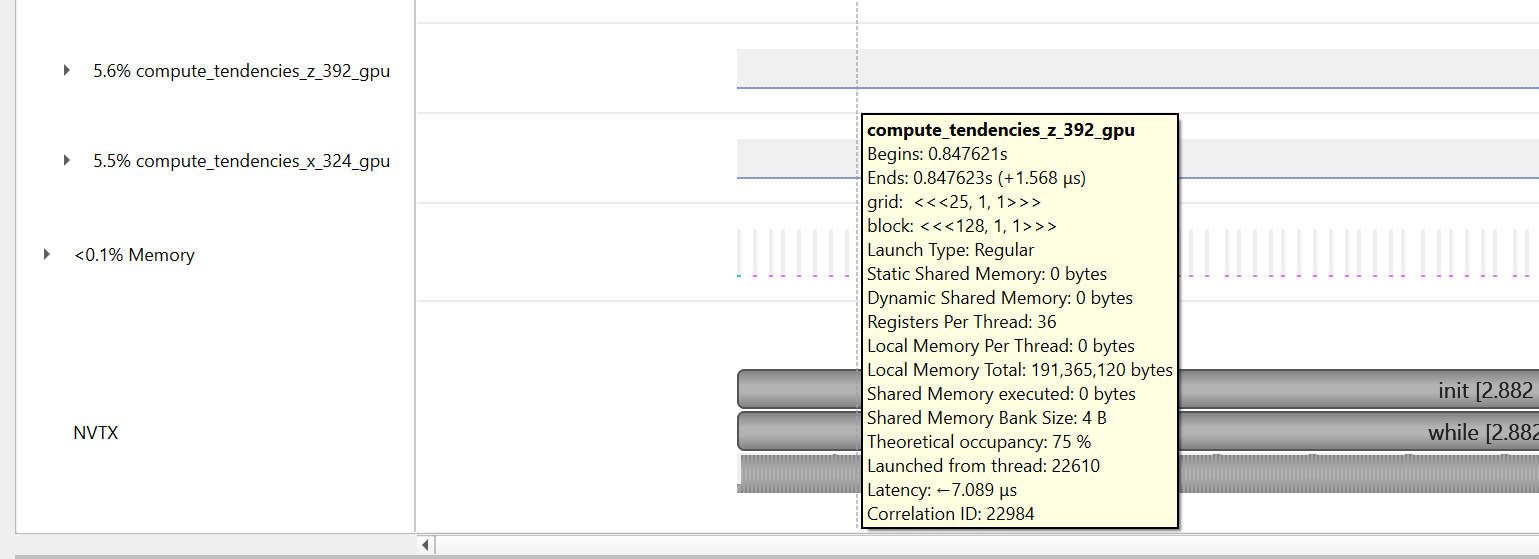 5.6% compute_tendencies_z_392_gpu
5.5% compute_tendencies_x_324_gpu
<0.1% Memory
NVTX
compute_tendencies_z_392_gpu
Begins: 0.847621s
Ends: 0.847623s (+1.568 μs)
grid: <<<25, 1, 1>>>
block: <<<128, 1, 1>>>
Launch Type: Regular
Static Shared Memory: 0 bytes
Dynamic Shared Memory: 0 bytes
Registers Per Thread: 36
Local Memory Per Thread: 0 bytes
Local Memory Total: 191,365,120 bytes
Shared Memory executed: 0 bytes
Shared Memory Bank Size: 4 B
Theoretical occupancy: 75 %
Launched from thread: 22610
Latency: ←7.089 μs
Correlation ID: 22984
init [2.882
while [2.882